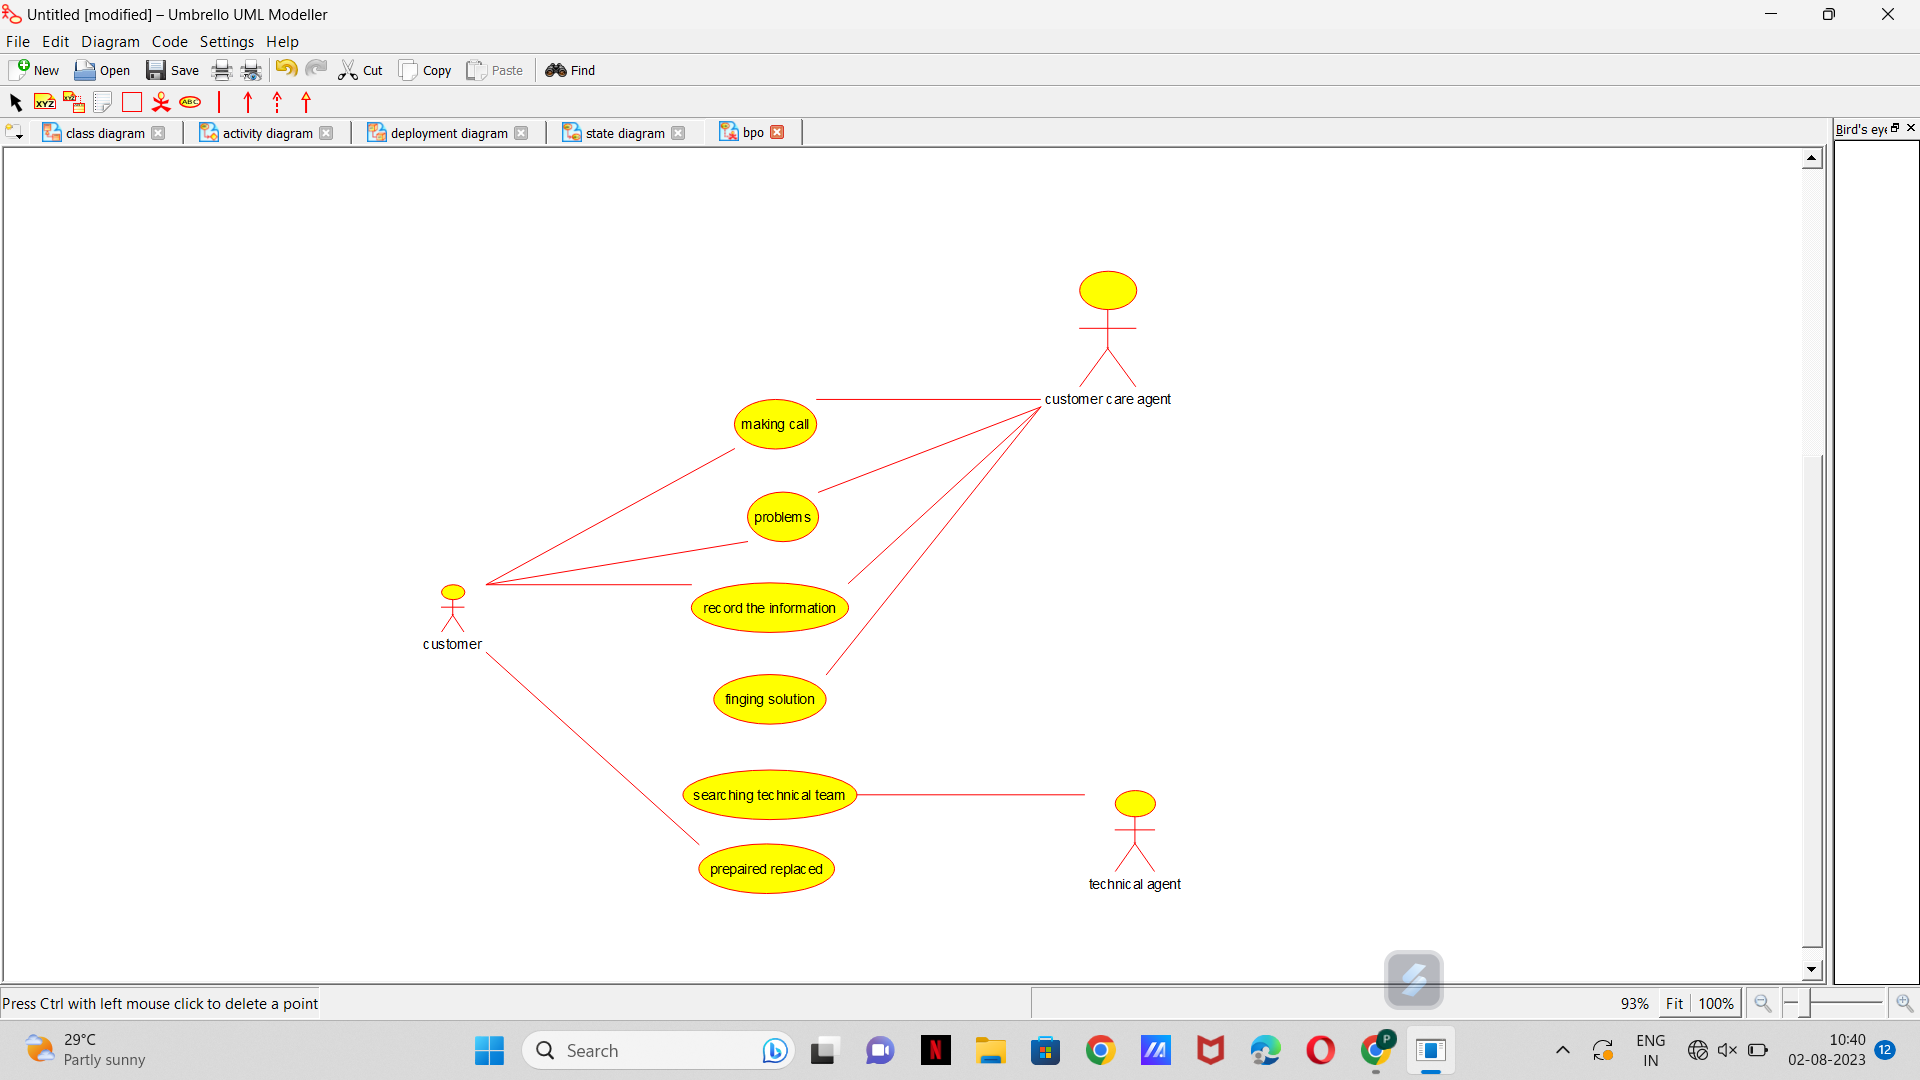 Untitled [modified] – Umbrello UML Modeller
File Edit Diagram Code Settings Help
New Open Save Cut Copy Paste Find
XYZ XYZ ABC
class diagram activity diagram deployment diagram state diagram bpo
Bird's eye
customer care agent
making call
problems
record the information
customer
finging solution
searching technical team
prepaired replaced
technical agent
Press Ctrl with left mouse click to delete a point
93% Fit 100%
29°C
Partly sunny
Search
N
P
ENG
IN
10:40
02-08-2023
12